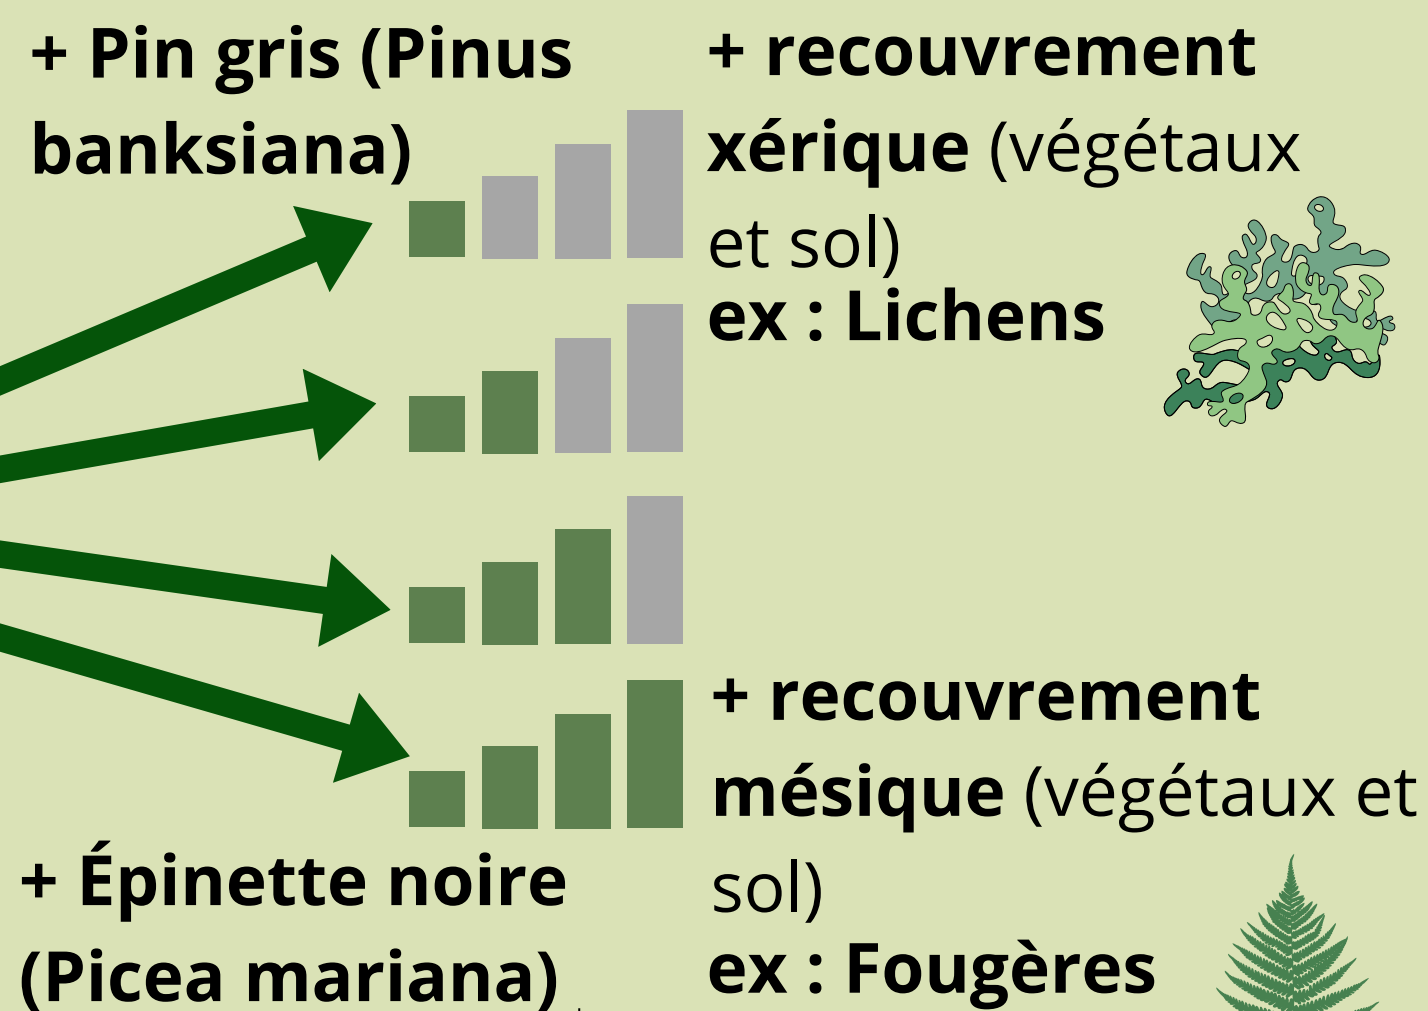 + Pin gris (Pinus
banksiana)
+ recouvrement
xérique (végétaux
et sol)
ex : Lichens
+ recouvrement
mésique (végétaux et
sol)
ex : Fougères
+ Épinette noire
(Picea mariana)